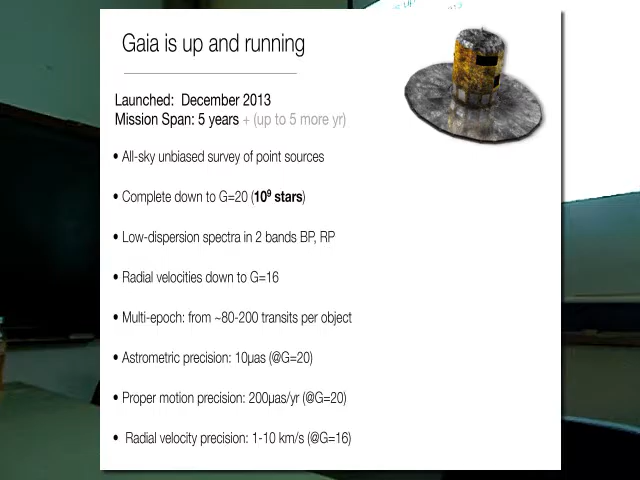 Gaia is up and running
Launched: December 2013
Mission Span: 5 years + (up to 5 more yr)
• All-sky unbiased survey of point sources
• Complete down to G=20 (10⁹ stars)
• Low-dispersion spectra in 2 bands BP, RP
• Radial velocities down to G=16
• Multi-epoch: from ~80-200 transits per object
• Astrometric precision: 10µas (@G=20)
• Proper motion precision: 200µas/yr (@G=20)
• Radial velocity precision: 1-10 km/s (@G=16)